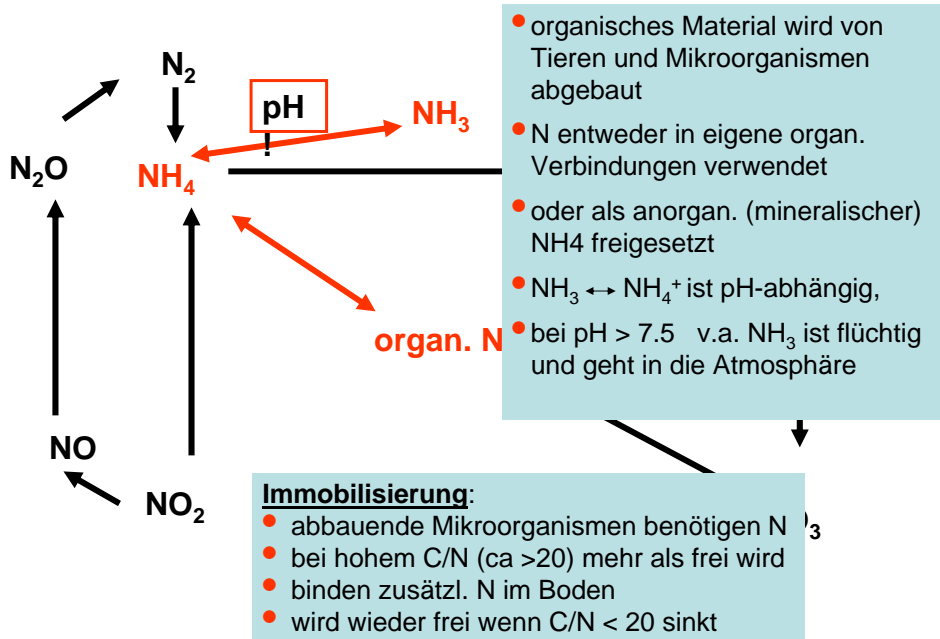 N₂
pH
!
NH₃
N₂O
NH₄
organ. N
NO
NO₂
₃
• organisches Material wird von
Tieren und Mikroorganismen
abgebaut
• N entweder in eigene organ.
Verbindungen verwendet
• oder als anorgan. (mineralischer)
NH4 freigesetzt
• NH₃ ↔ NH₄⁺ ist pH-abhängig,
• bei pH > 7.5 v.a. NH₃ ist flüchtig
und geht in die Atmosphäre
Immobilisierung:
• abbauende Mikroorganismen benötigen N
• bei hohem C/N (ca >20) mehr als frei wird
• binden zusätzl. N im Boden
• wird wieder frei wenn C/N < 20 sinkt